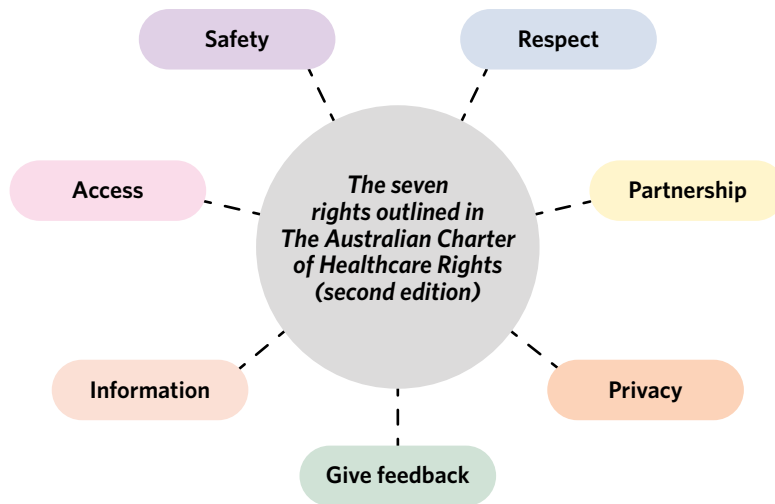 Safety
Respect
Access
The seven
rights outlined in
The Australian Charter
of Healthcare Rights
(second edition)
Partnership
Information
Privacy
Give feedback